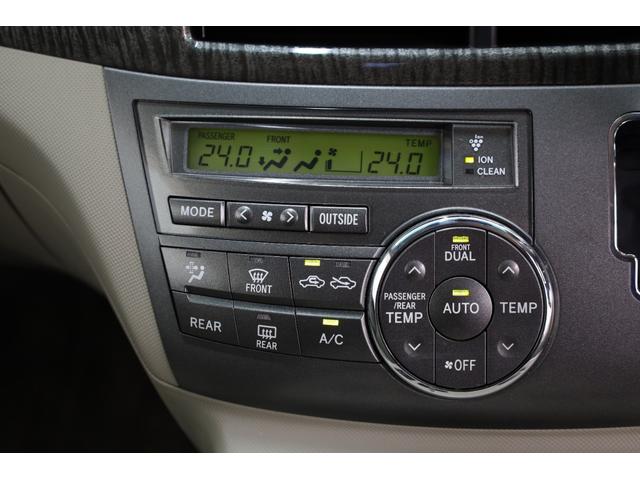 PASSENGER FRONT TEMP
24.0 24.0
Ion
ION
CLEAN
MODE OUTSIDE
FRONT
DUAL
FRONT
PASSENGER
/REAR
TEMP
AUTO
TEMP
REAR
REAR
A/C
OFF